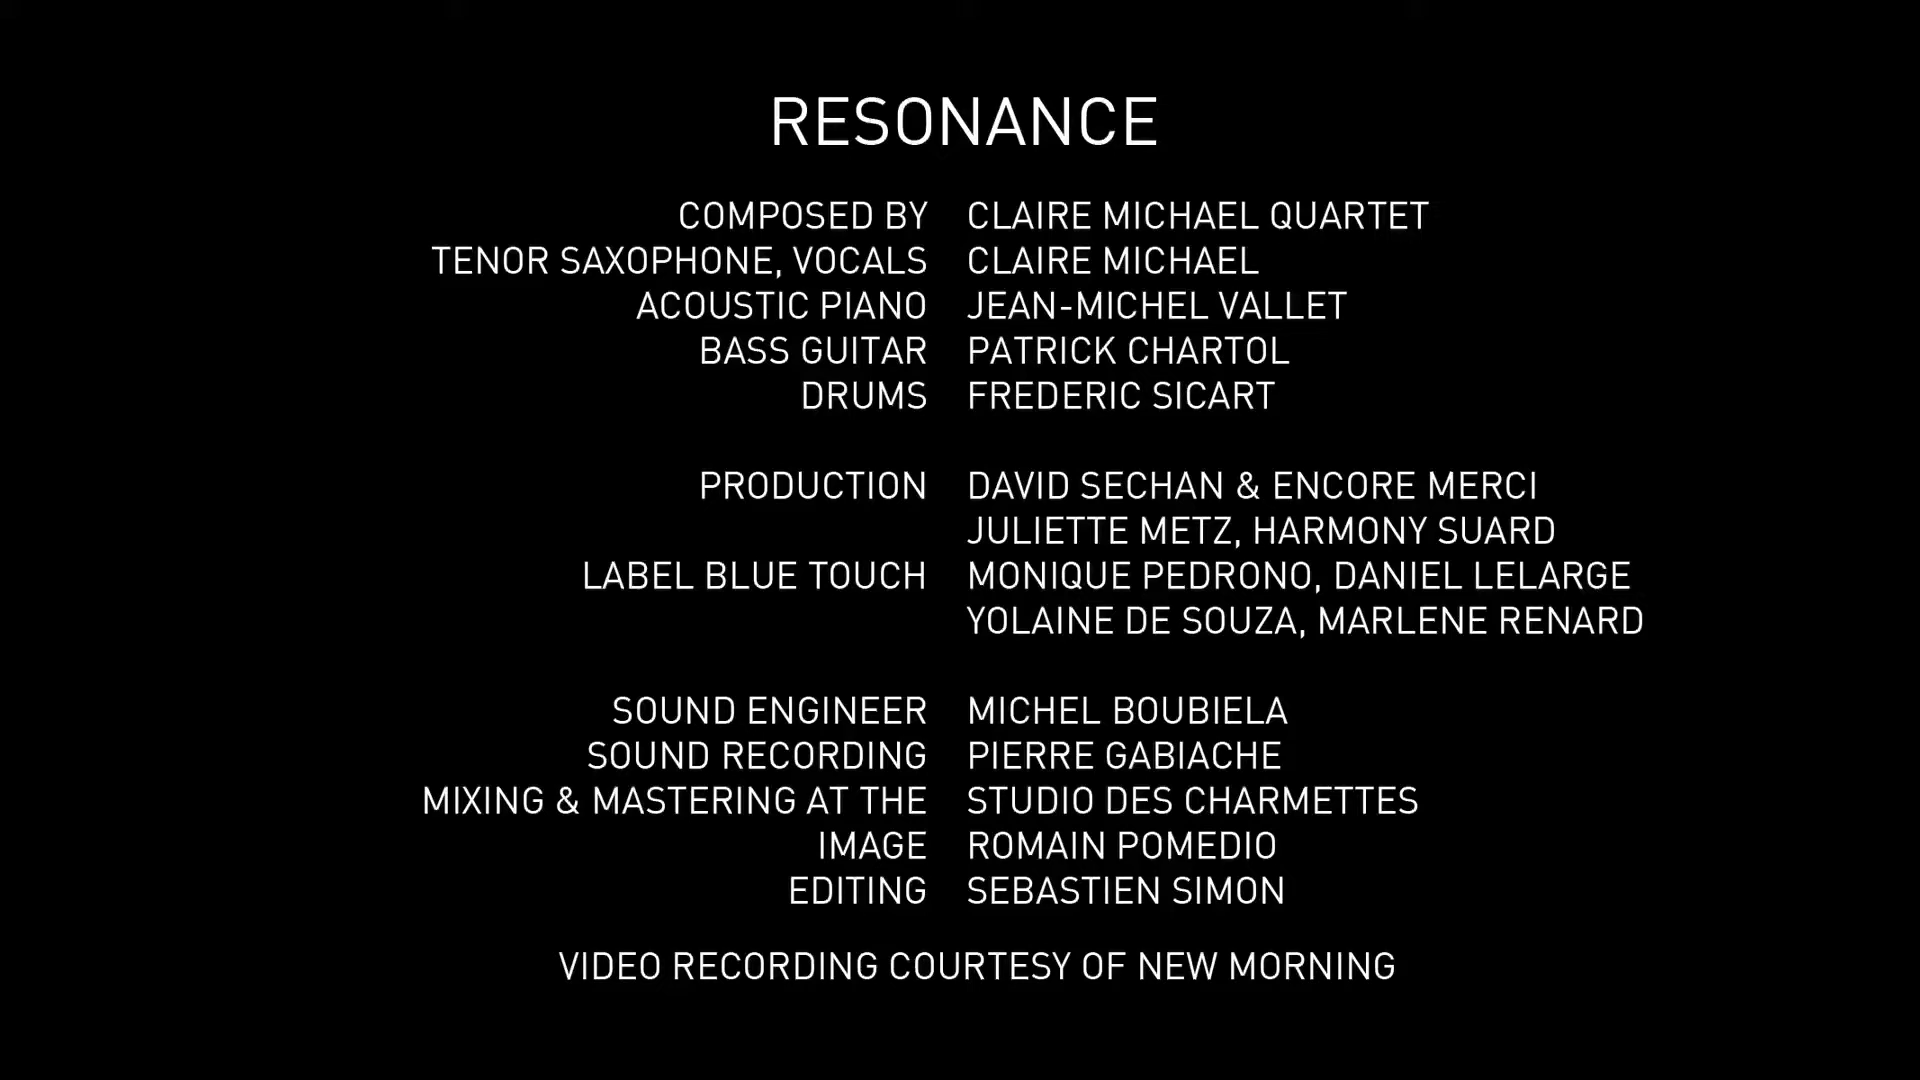 RESONANCE
COMPOSED BY CLAIRE MICHAEL QUARTET
TENOR SAXOPHONE, VOCALS CLAIRE MICHAEL
ACOUSTIC PIANO JEAN-MICHEL VALLET
BASS GUITAR PATRICK CHARTOL
DRUMS FREDERIC SICART
PRODUCTION DAVID SECHAN & ENCORE MERCI
JULIETTE METZ, HARMONY SUARD
LABEL BLUE TOUCH MONIQUE PEDRONO, DANIEL LELARGE
YOLAINE DE SOUZA, MARLENE RENARD
SOUND ENGINEER MICHEL BOUBIELA
SOUND RECORDING PIERRE GABIACHE
MIXING & MASTERING AT THE STUDIO DES CHARMETTES
IMAGE ROMAIN POMEDIO
EDITING SEBASTIEN SIMON
VIDEO RECORDING COURTESY OF NEW MORNING